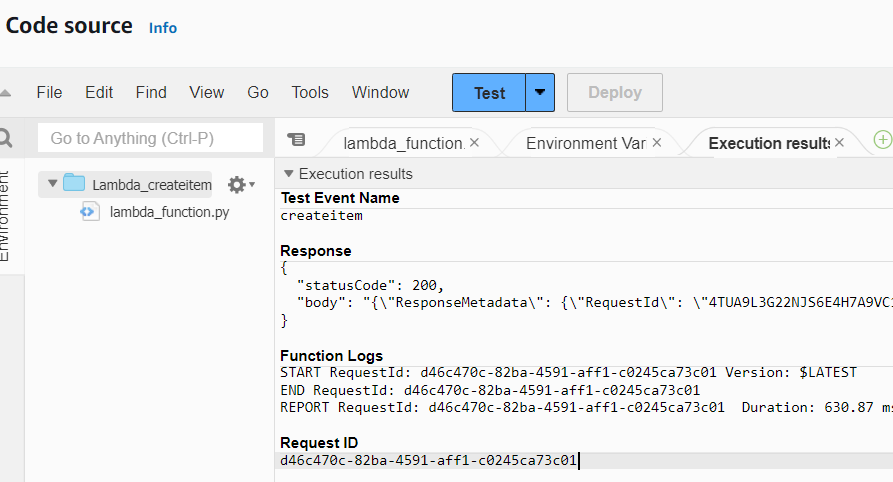 Code source Info
File Edit Find View Go Tools Window Test Deploy
Go to Anything (Ctrl-P)
lambda_function. Environment Var Execution results
Environment
Lambda_createitem
lambda_function.py
Execution results
Test Event Name
createitem
Response
{
"statusCode": 200,
"body": "{\"ResponseMetadata\": {\"RequestId\": \"4TUA9L3G22NJS6E4H7A9VC
}
Function Logs
START RequestId: d46c470c-82ba-4591-aff1-c0245ca73c01 Version: $LATEST
END RequestId: d46c470c-82ba-4591-aff1-c0245ca73c01
REPORT RequestId: d46c470c-82ba-4591-aff1-c0245ca73c01 Duration: 630.87 ms
Request ID
d46c470c-82ba-4591-aff1-c0245ca73c01